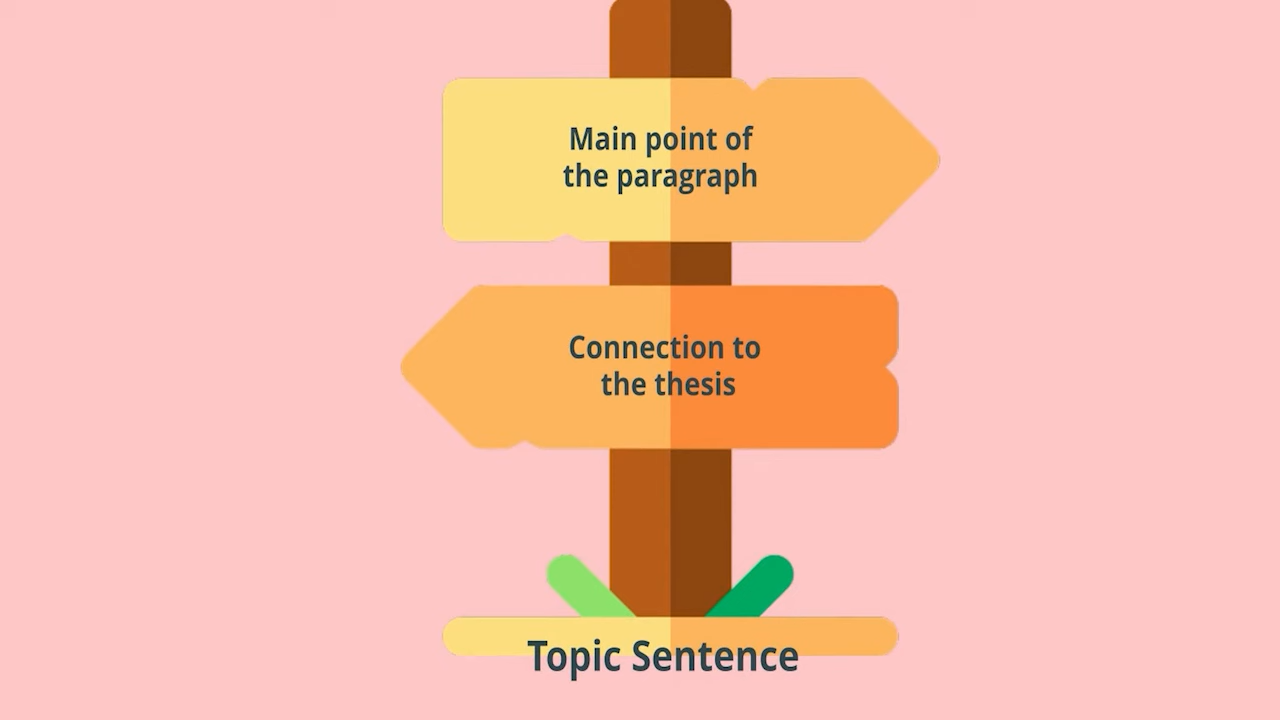 Main point of
the paragraph
Connection to
the thesis
Topic Sentence